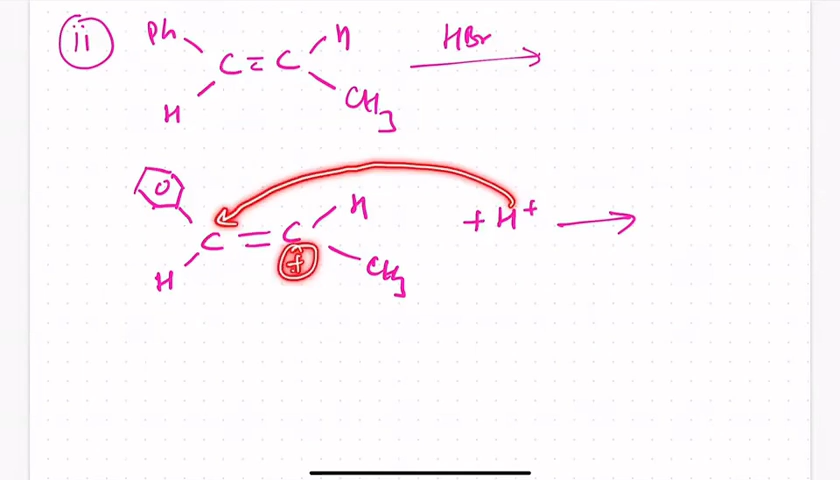 ii
Ph H HBr
C = C
H CH3
H
C = C + H+
+
H CH3